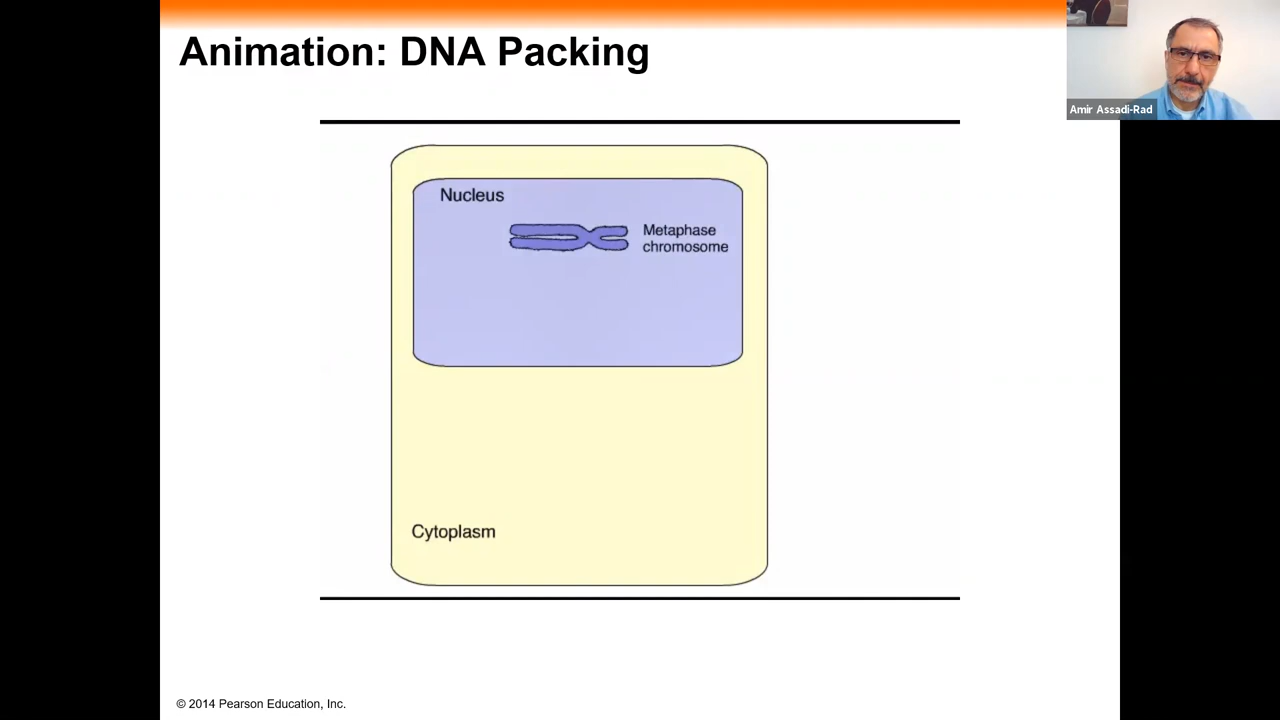 Animation: DNA Packing
Amir Assadi-Rad
Nucleus
Metaphase
chromosome
Cytoplasm
© 2014 Pearson Education, Inc.